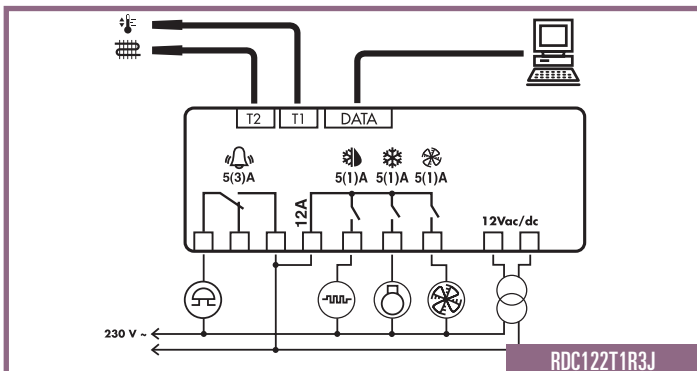 T2 T1 DATA
5(3)A 5(1)A 5(1)A 5(1)A
12A
12Vac/dc
230 V ~
RDC122T1R3J